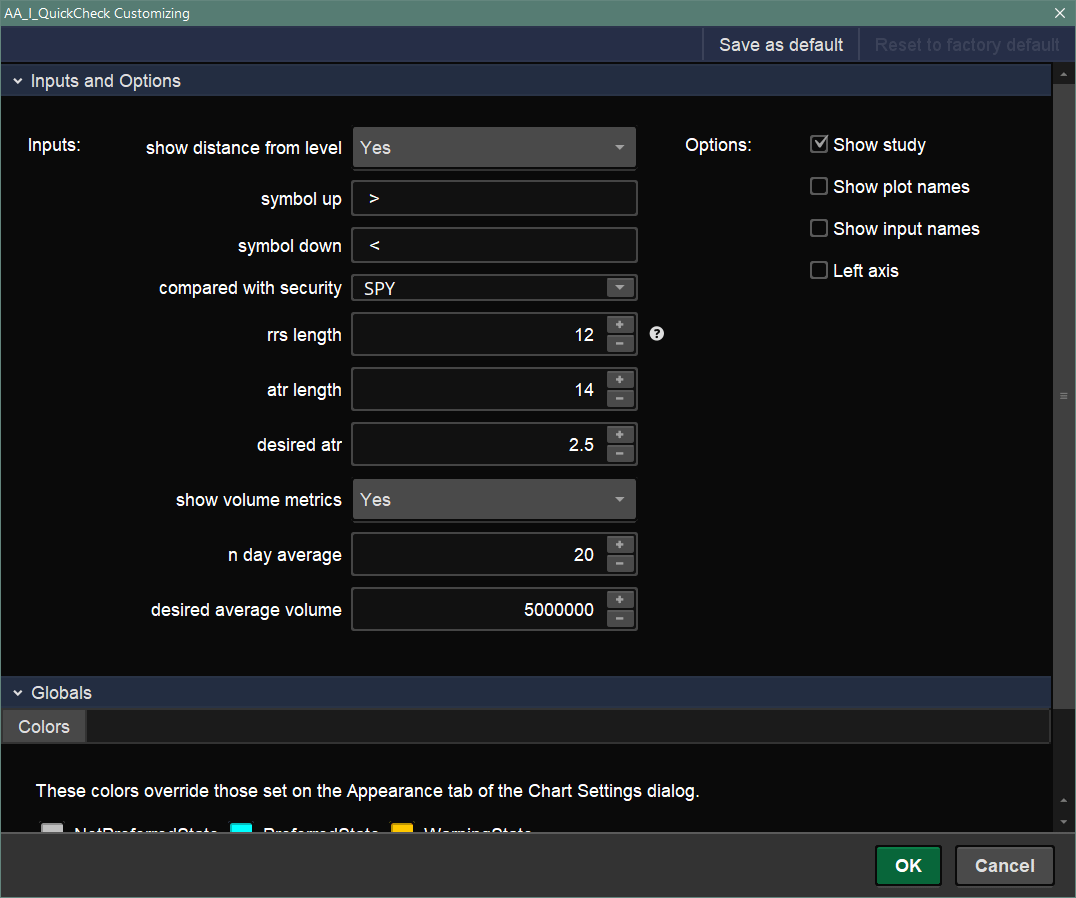 AA_I_QuickCheck Customizing
Save as default
Reset to factory default
Inputs and Options
Inputs:
show distance from level Yes
symbol up >
symbol down <
compared with security SPY
rrs length 12
atr length 14
desired atr 2.5
show volume metrics Yes
n day average 20
desired average volume 5000000
Options:
Show study
Show plot names
Show input names
Left axis
Globals
Colors
These colors override those set on the Appearance tab of the Chart Settings dialog.
NotPreferredState PreferredState WarningState
OK
Cancel